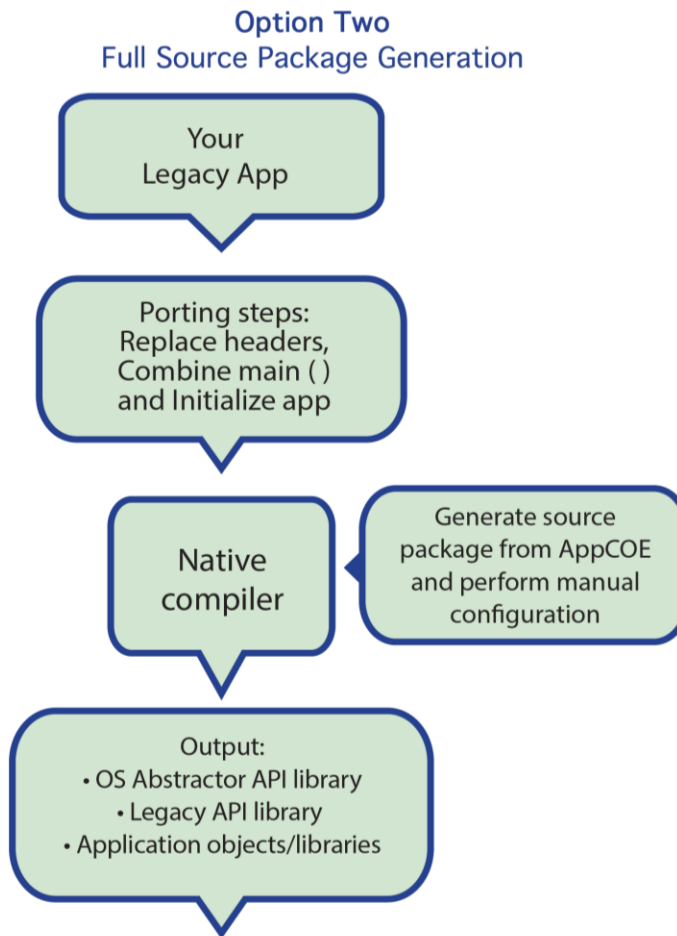 Option Two
Full Source Package Generation
Your
Legacy App
Porting steps:
Replace headers,
Combine main ( )
and Initialize app
Native
compiler
Generate source
package from AppCOE
and perform manual
configuration
Output:
• OS Abstractor API library
• Legacy API library
• Application objects/libraries